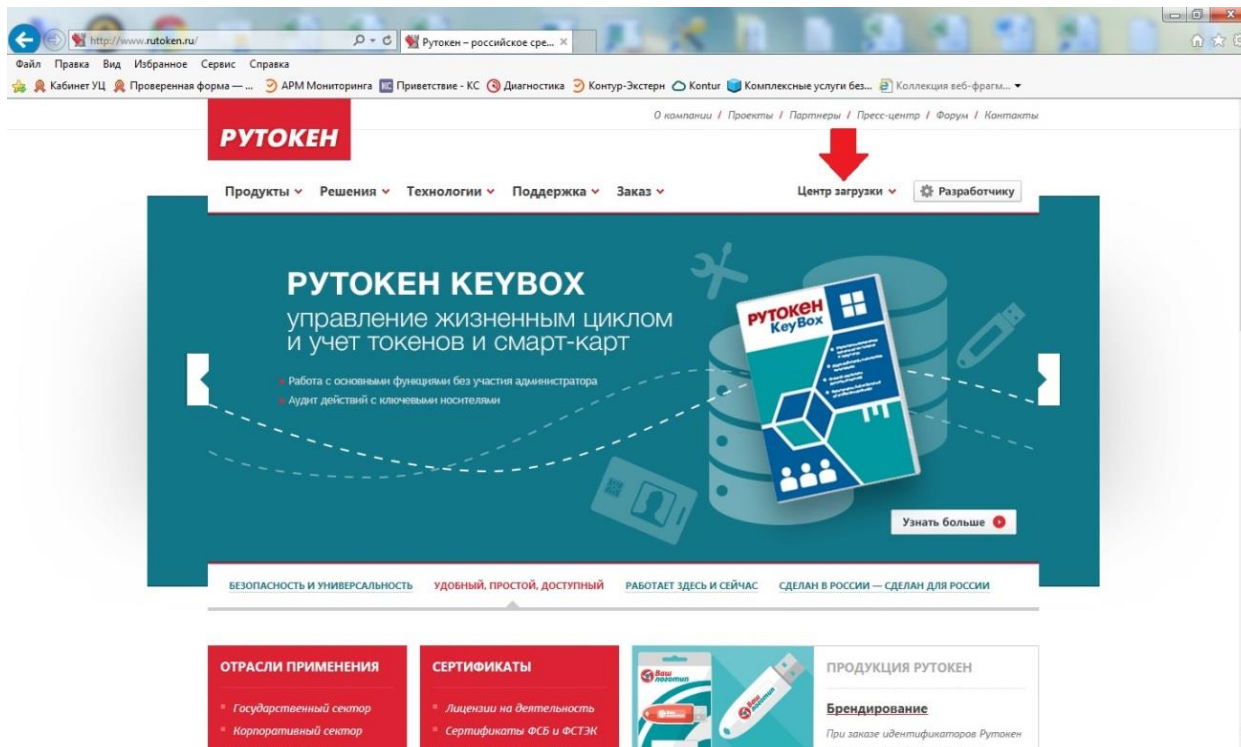 http://www.rutoken.ru/
Рутокен – российское сре...
Файл Правка Вид Избранное Сервис Справка
Кабинет УЦ Проверенная форма — ... АРМ Мониторинга КС Приветствие - КС Диагностика Контур-Экстерн Kontur Комплексные услуги без... Коллекция веб-фрагм...
О компании / Проекты / Партнеры / Пресс-центр / Форум / Контакты
РУТОКЕН
Продукты Решения Технологии Поддержка Заказ Центр загрузки Разработчику
РУТОКЕН KEYBOX
управление жизненным циклом
и учет токенов и смарт-карт
Работа с основными функциями без участия администратора
Аудит действий с ключевыми носителями
РУТОКЕН
KeyBox
Узнать больше
БЕЗОПАСНОСТЬ И УНИВЕРСАЛЬНОСТЬ УДОБНЫЙ, ПРОСТОЙ, ДОСТУПНЫЙ РАБОТАЕТ ЗДЕСЬ И СЕЙЧАС СДЕЛАН В РОССИИ — СДЕЛАН ДЛЯ РОССИИ
ОТРАСЛИ ПРИМЕНЕНИЯ
Государственный сектор
Корпоративный сектор
СЕРТИФИКАТЫ
Лицензии на деятельность
Сертификаты ФСБ и ФСТЭК
Ваш
логотип
Ваш
логотип
ПРОДУКЦИЯ РУТОКЕН
Брендирование
При заказе идентификаторов Рутокен